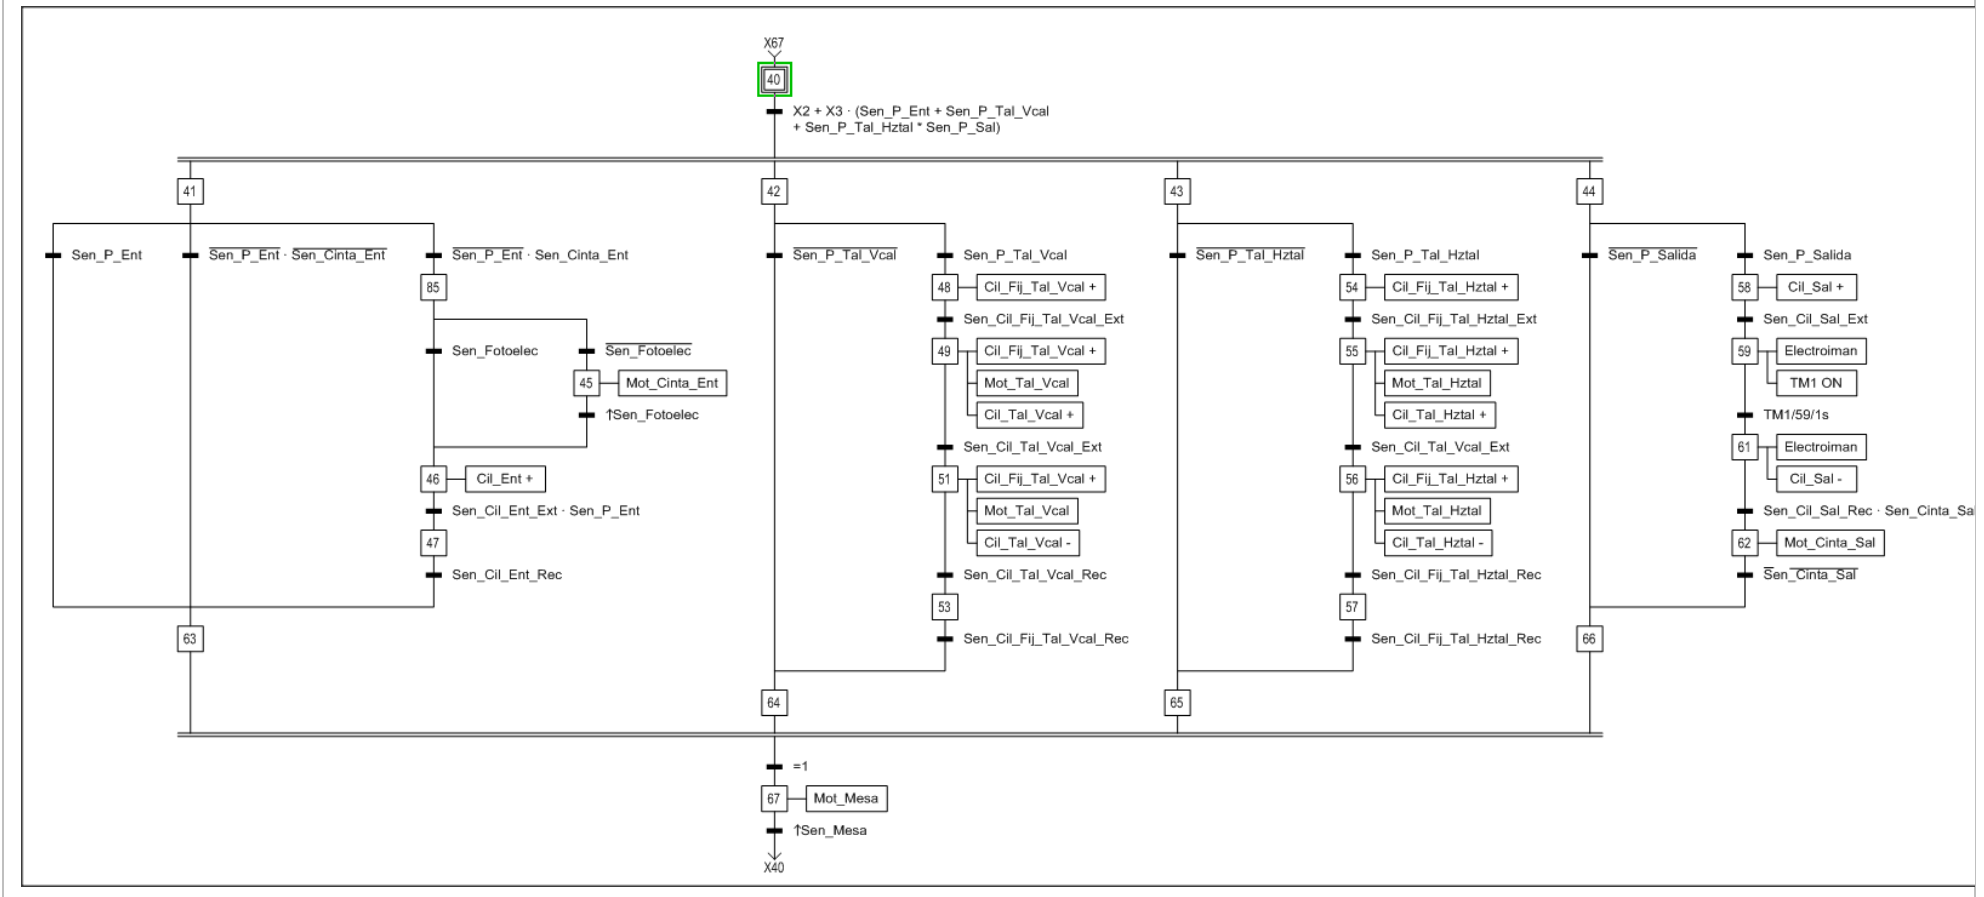 X67
40
X2 + X3 · (Sen_P_Ent + Sen_P_Tal_Vcal
+ Sen_P_Tal_Hztal * Sen_P_Sal)
41
42
43
44
Sen_P_Ent
Sen_P_Ent · Sen_Cinta_Ent
Sen_P_Ent · Sen_Cinta_Ent
Sen_P_Tal_Vcal
Sen_P_Tal_Vcal
Sen_P_Tal_Hztal
Sen_P_Tal_Hztal
Sen_P_Salida
Sen_P_Salida
85
48
Cil_Fij_Tal_Vcal +
54
Cil_Fij_Tal_Hztal +
58
Cil_Sal +
Sen_Cil_Fij_Tal_Vcal_Ext
Sen_Cil_Fij_Tal_Hztal_Ext
Sen_Cil_Sal_Ext
Sen_Fotoelec
Sen_Fotoelec
49
Cil_Fij_Tal_Vcal +
55
Cil_Fij_Tal_Hztal +
59
Electroiman
45
Mot_Cinta_Ent
Mot_Tal_Vcal
Mot_Tal_Hztal
TM1 ON
↑Sen_Fotoelec
Cil_Tal_Vcal +
Cil_Tal_Hztal +
TM1/59/1s
Sen_Cil_Tal_Vcal_Ext
Sen_Cil_Tal_Vcal_Ext
61
Electroiman
46
Cil_Ent +
51
Cil_Fij_Tal_Vcal +
56
Cil_Fij_Tal_Hztal +
Cil_Sal -
Sen_Cil_Ent_Ext · Sen_P_Ent
Mot_Tal_Vcal
Mot_Tal_Hztal
Sen_Cil_Sal_Rec · Sen_Cinta_Sa
47
Cil_Tal_Vcal -
Cil_Tal_Hztal -
62
Mot_Cinta_Sal
Sen_Cil_Ent_Rec
Sen_Cil_Tal_Vcal_Rec
Sen_Cil_Fij_Tal_Hztal_Rec
Sen_Cinta_Sal
53
57
63
Sen_Cil_Fij_Tal_Vcal_Rec
Sen_Cil_Fij_Tal_Hztal_Rec
66
64
65
=1
67
Mot_Mesa
↑Sen_Mesa
X40